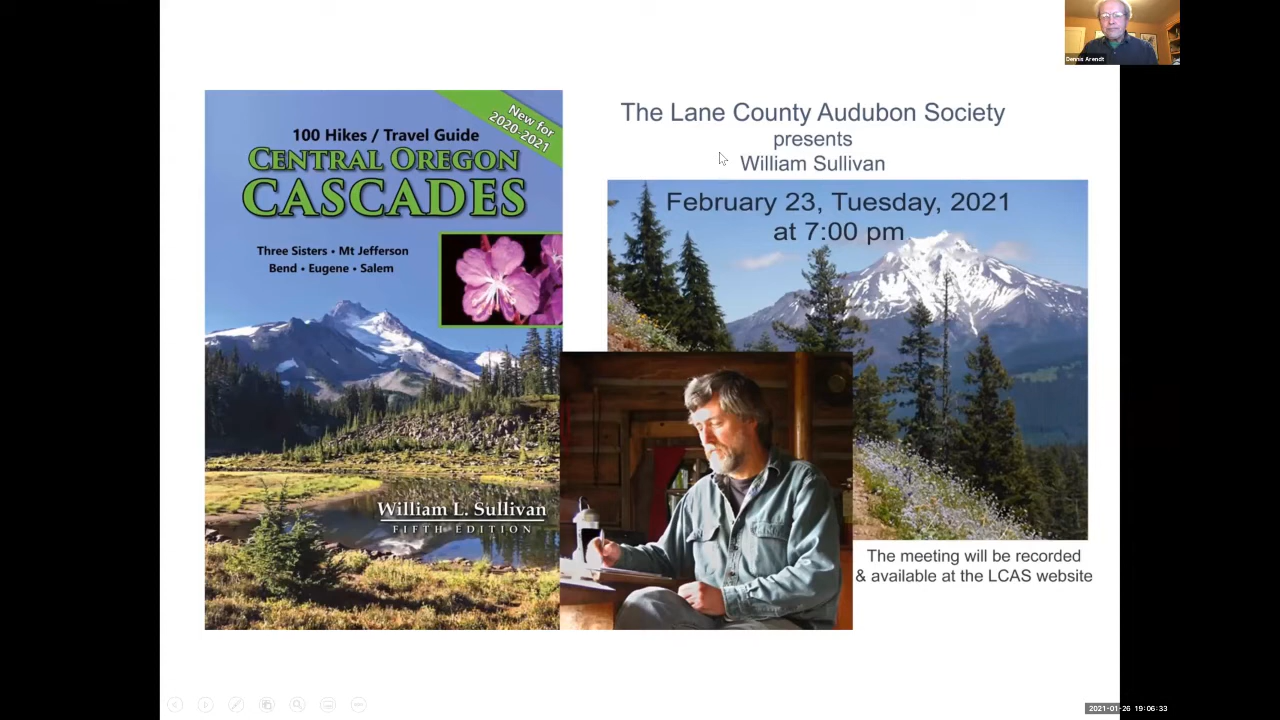 Dennis Arendt
New for
2020-2021
100 Hikes / Travel Guide
CENTRAL OREGON
CASCADES
Three Sisters • Mt Jefferson
Bend • Eugene • Salem
William L. Sullivan
FIFTH EDITION
The Lane County Audubon Society
presents
William Sullivan
February 23, Tuesday, 2021
at 7:00 pm
The meeting will be recorded
& available at the LCAS website
2021-01-26 19:06:33